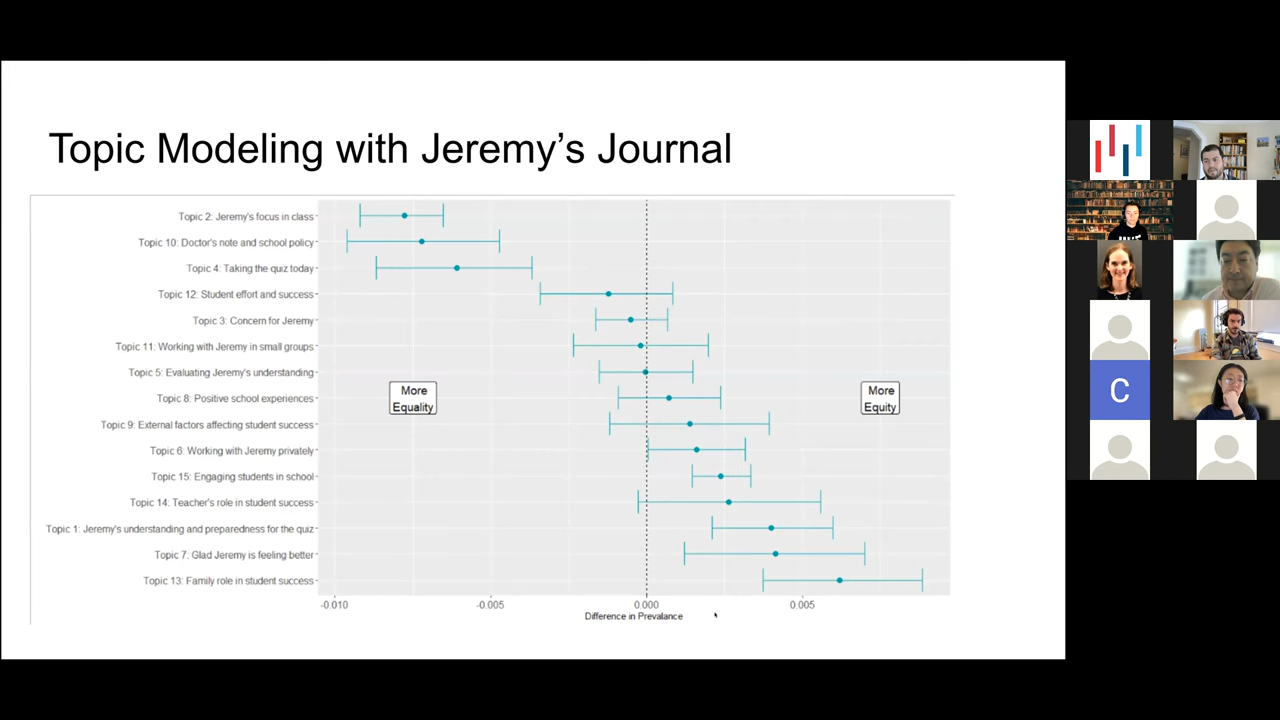 Topic Modeling with Jeremy's Journal
Topic 2: Jeremy's focus in class
Topic 10: Doctor's note and school policy
Topic 4: Taking the quiz today
Topic 12: Student effort and success
Topic 3: Concern for Jeremy
Topic 11: Working with Jeremy in small groups
Topic 5: Evaluating Jeremy's understanding
Topic 8: Positive school experiences
Topic 9: External factors affecting student success
Topic 6: Working with Jeremy privately
Topic 15: Engaging students in school
Topic 14: Teacher's role in student success
Topic 1: Jeremy's understanding and preparedness for the quiz
Topic 7: Glad Jeremy is feeling better
Topic 13: Family role in student success
More
Equality
More
Equity
-0.010
-0.005
0.000
0.005
Difference in Prevalance
C